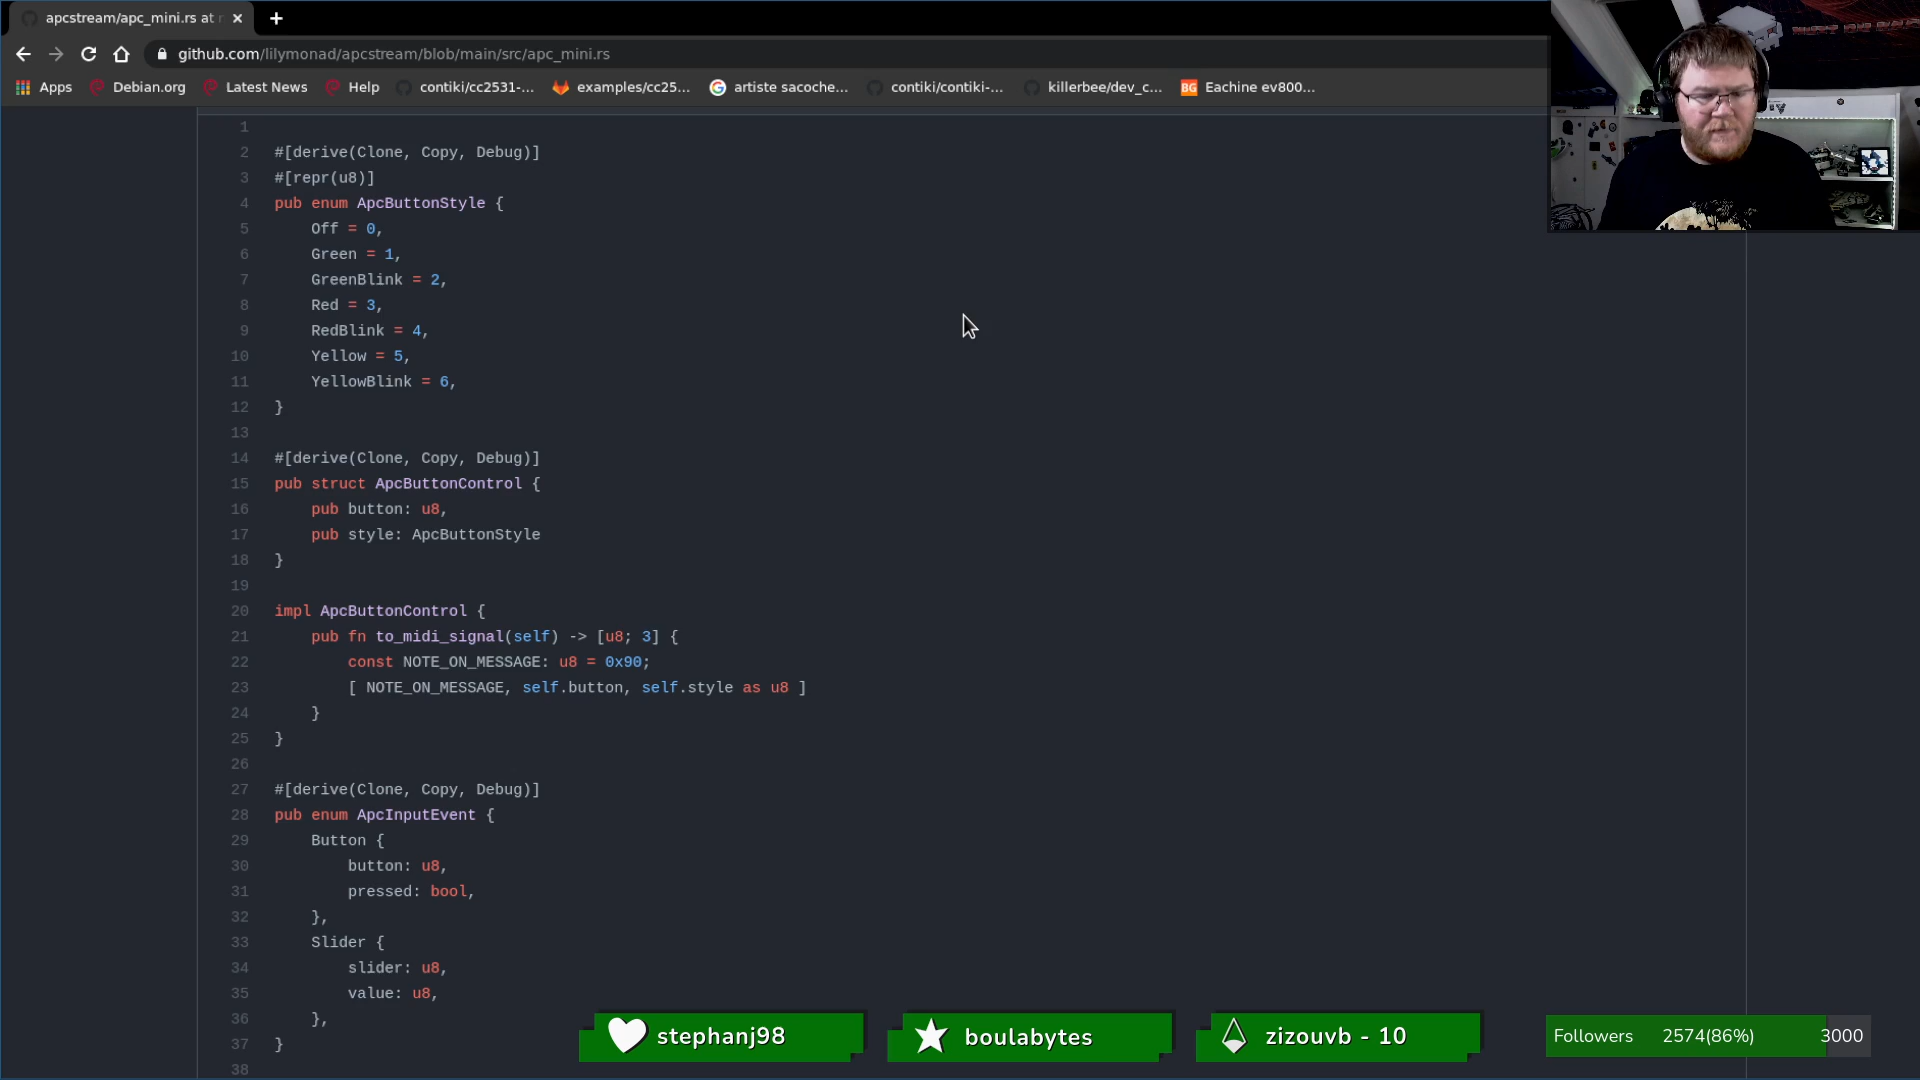 apcstream/apc_mini.rs at
github.com/lilymonad/apcstream/blob/main/src/apc_mini.rs
Apps Debian.org Latest News Help contiki/cc2531-... examples/cc25... artiste sacoche... contiki/contiki-... killerbee/dev_c... BG Eachine ev800...
1
2 #[derive(Clone, Copy, Debug)]
3 #[repr(u8)]
4 pub enum ApcButtonStyle {
5 Off = 0,
6 Green = 1,
7 GreenBlink = 2,
8 Red = 3,
9 RedBlink = 4,
10 Yellow = 5,
11 YellowBlink = 6,
12 }
13
14 #[derive(Clone, Copy, Debug)]
15 pub struct ApcButtonControl {
16 pub button: u8,
17 pub style: ApcButtonStyle
18 }
19
20 impl ApcButtonControl {
21 pub fn to_midi_signal(self) -> [u8; 3] {
22 const NOTE_ON_MESSAGE: u8 = 0x90;
23 [ NOTE_ON_MESSAGE, self.button, self.style as u8 ]
24 }
25 }
26
27 #[derive(Clone, Copy, Debug)]
28 pub enum ApcInputEvent {
29 Button {
30 button: u8,
31 pressed: bool,
32 },
33 Slider {
34 slider: u8,
35 value: u8,
36 },
37 }
38
stephanj98 boulabytes zizouvb - 10 Followers 2574(86%) 3000